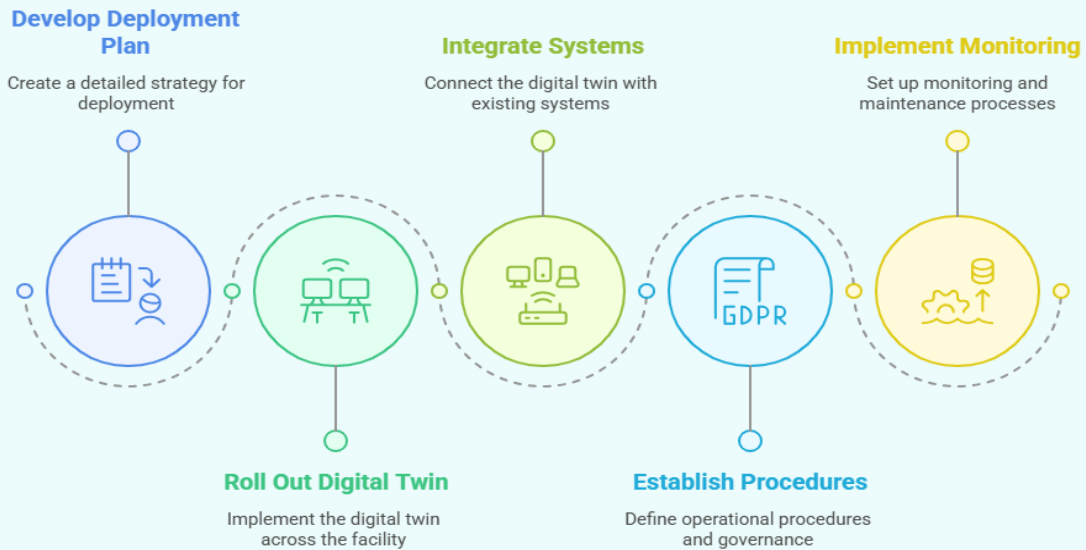 Develop Deployment
Plan
Create a detailed strategy for
deployment
Integrate Systems
Connect the digital twin with
existing systems
Implement Monitoring
Set up monitoring and
maintenance processes
GDPR
Roll Out Digital Twin
Implement the digital twin
across the facility
Establish Procedures
Define operational procedures
and governance